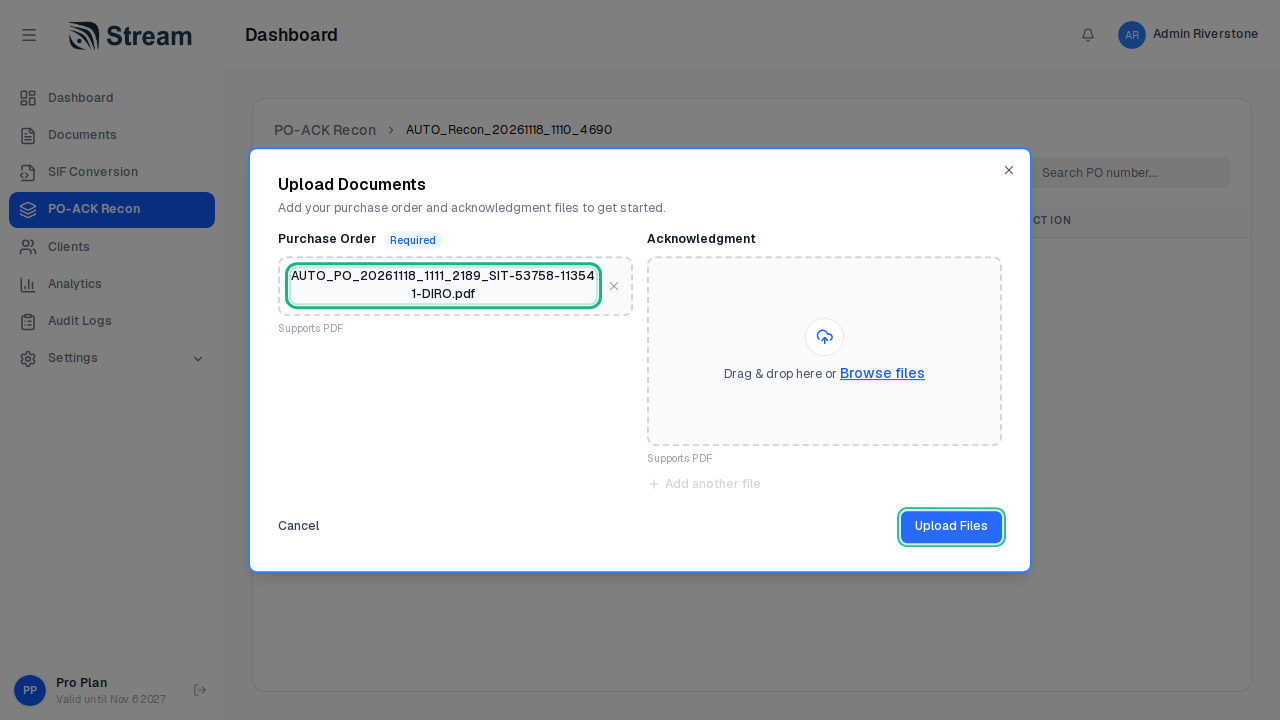 Stream
Dashboard
AR
Admin Riverstone
Dashboard
Documents
SIF Conversion
PO-ACK Recon
Clients
Analytics
Audit Logs
Settings
PP
Pro Plan
Valid until Nov 6 2027
PO-ACK Recon
AUTO_Recon_20261118_1110_4690
Search PO number...
CTION
Upload Documents
Add your purchase order and acknowledgment files to get started.
Purchase Order
Required
AUTO_PO_20261118_1111_2189_SIT-53758-11354
1-DIRO.pdf
Supports PDF
Acknowledgment
Drag & drop here or Browse files
Supports PDF
Add another file
Cancel
Upload Files